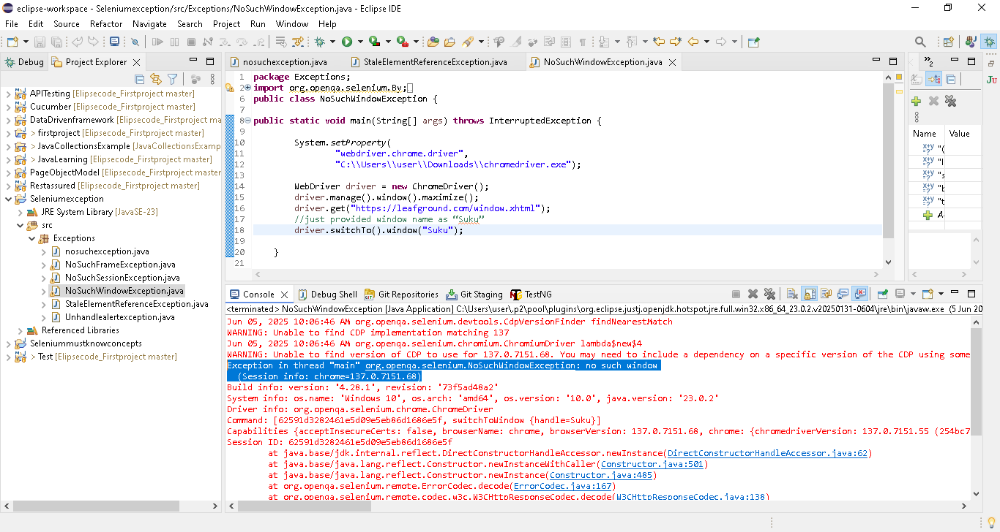 eclipse-workspace - Seleniumexception/src/Exceptions/NoSuchWindowException.java - Eclipse IDE
File Edit Source Refactor Navigate Search Project Run Window Help
Debug Project Explorer
nosuchexception.java StaleElementReferenceException.java NoSuchWindowException.java
2
APITesting [Elipsecode_Firstproject master]
Cucumber [Elipsecode_Firstproject master]
DataDrivenframework [Elipsecode_Firstproject ma
> firstproject [Elipsecode_Firstproject master]
> JavaCollectionsExample [JavaCollectionsExamp
> JavaLearning [Elipsecode_Firstproject master]
PageObjectModel [Elipsecode_Firstproject master
Restassured [Elipsecode_Firstproject master]
Seleniumexception
JRE System Library [JavaSE-23]
src
Exceptions
nosuchexception.java
NoSuchFrameException.java
NoSuchSessionException.java
NoSuchWindowException.java
StaleElementReferenceException.java
Unhandlealertexception.java
Referenced Libraries
Seleniummustknowconcepts
> Test [Elipsecode_Firstproject master]
1 package Exceptions;
2 import org.openqa.selenium.By;
6 public class NoSuchWindowException {
7
8 public static void main(String[] args) throws InterruptedException {
9
10 System.setProperty(
11 "webdriver.chrome.driver",
12 "C:\\Users\\user\\Downloads\\chromedriver.exe");
13
14 WebDriver driver = new ChromeDriver();
15 driver.manage().window().maximize();
16 driver.get("https://leafground.com/window.xhtml");
17 //just provided window name as “Suku”
18 driver.switchTo().window("Suku");
19
20 }
21
Name Value
"(
"l
"s
"b
"t
A
Console Debug Shell Git Repositories Git Staging TestNG
<terminated> NoSuchWindowException [Java Application] C:\Users\user\.p2\pool\plugins\org.eclipse.justj.openjdk.hotspot.jre.full.win32.x86_64_23.0.2.v20250131-0604\jre\bin\javaw.exe (5 Jun 20
Jun 05, 2025 10:06:46 AM org.openqa.selenium.devtools.CdpVersionFinder findNearestMatch
WARNING: Unable to find CDP implementation matching 137
Jun 05, 2025 10:06:46 AM org.openqa.selenium.chromium.ChromiumDriver lambda$new$4
WARNING: Unable to find version of CDP to use for 137.0.7151.68. You may need to include a dependency on a specific version of the CDP using some
Exception in thread "main" org.openqa.selenium.NoSuchWindowException: no such window
(Session info: chrome=137.0.7151.68)
Build info: version: '4.28.1', revision: '73f5ad48a2'
System info: os.name: 'Windows 10', os.arch: 'amd64', os.version: '10.0', java.version: '23.0.2'
Driver info: org.openqa.selenium.chrome.ChromeDriver
Command: [62591d3282461e5d09e5eb86d1686e5f, switchToWindow {handle=Suku}]
Capabilities {acceptInsecureCerts: false, browserName: chrome, browserVersion: 137.0.7151.68, chrome: {chromedriverVersion: 137.0.7151.55 (254bc7
Session ID: 62591d3282461e5d09e5eb86d1686e5f
at java.base/jdk.internal.reflect.DirectConstructorHandleAccessor.newInstance(DirectConstructorHandleAccessor.java:62)
at java.base/java.lang.reflect.Constructor.newInstanceWithCaller(Constructor.java:501)
at java.base/java.lang.reflect.Constructor.newInstance(Constructor.java:485)
at org.openqa.selenium.remote.ErrorCodec.decode(ErrorCodec.java:167)
at org.openqa.selenium.remote.codec.w3c.W3CHttpResponseCodec.decode(W3CHttpResponseCodec.java:138)